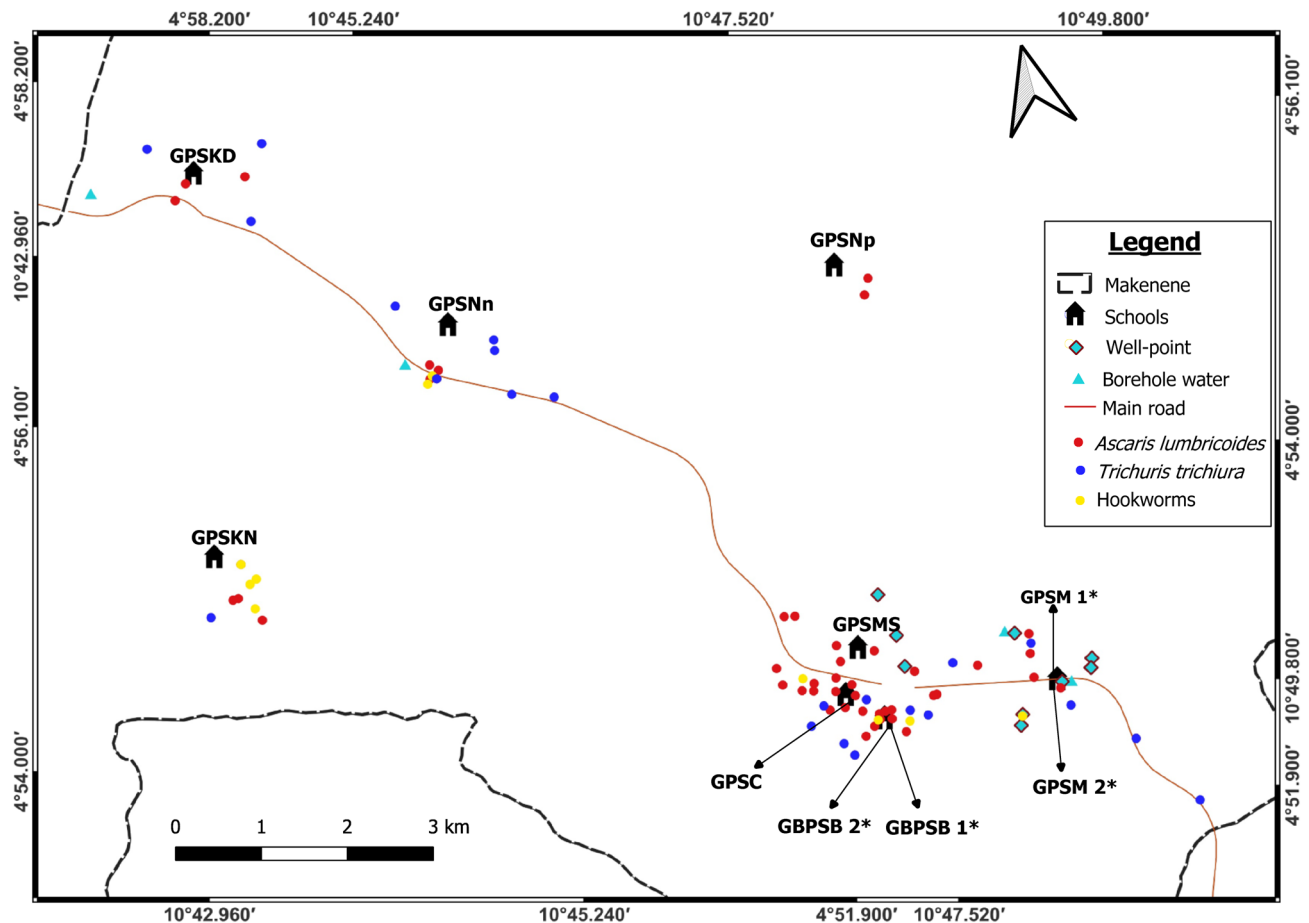 4°58.200′ 10°45.240′ 10°47.520′ 10°49.800′
4°58.200′
4°56.100′
GPSKD
GPSNp
Legend
10°42.960′
Makenene
GPSNn
Schools
Well-point
Borehole water
Main road
4°56.100′
4°54.000′
Ascaris lumbricoides
Trichuris trichiura
Hookworms
GPSKN
GPSM 1*
GPSMS
10°49.800′
4°54.000′
GPSC
GPSM 2*
4°51.900′
0 1 2 3 km
GBPSB 2* GBPSB 1*
10°42.960′ 10°45.240′ 4°51.900′ 10°47.520′